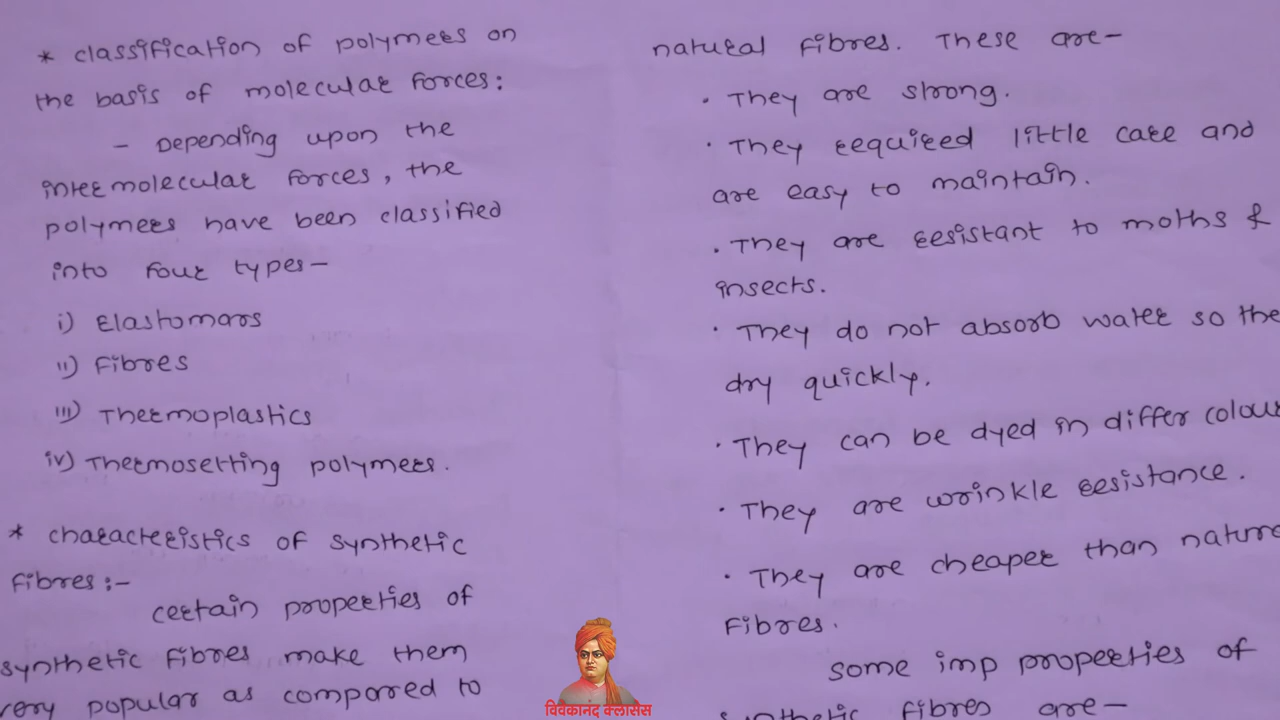 * classification of polymers on
the basis of molecular forces:
- Depending upon the
intermolecular forces, the
polymers have been classified
into four types-
i) Elastomars
ii) Fibres
iii) Thermoplastics
iv) Thermosetting polymers.
* characteristics of synthetic
Fibres:-
certain properties of
synthetic Fibres make them
very popular as compared to
natural fibres. These are-
· They are strong.
· They required little care and
are easy to maintain.
· They are resistant to moths &
insects.
· They do not absorb water so the
dry quickly.
· They can be dyed in differ colou
· They are wrinkle resistance.
· They are cheaper than nature
Fibres.
some imp properties of
synthetic fibres are-
विवेकानंद क्लासेस